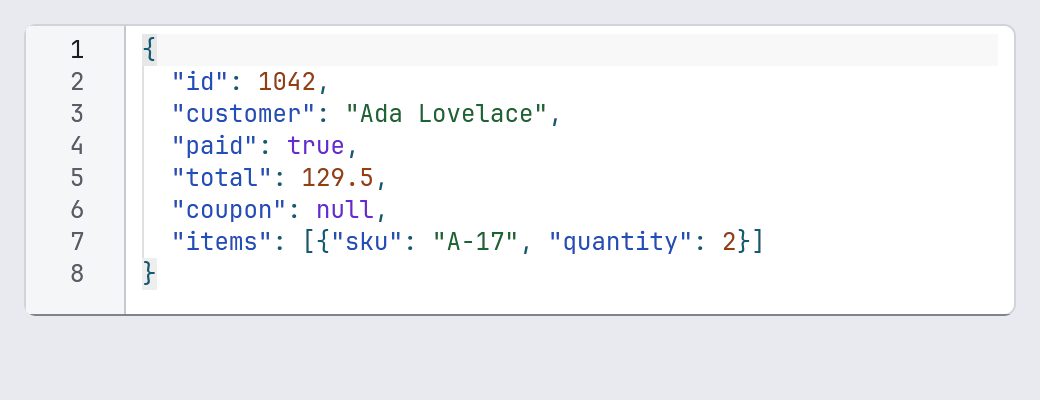 1 {
2   "id": 1042,
3   "customer": "Ada Lovelace",
4   "paid": true,
5   "total": 129.5,
6   "coupon": null,
7   "items": [{"sku": "A-17", "quantity": 2}]
8 }